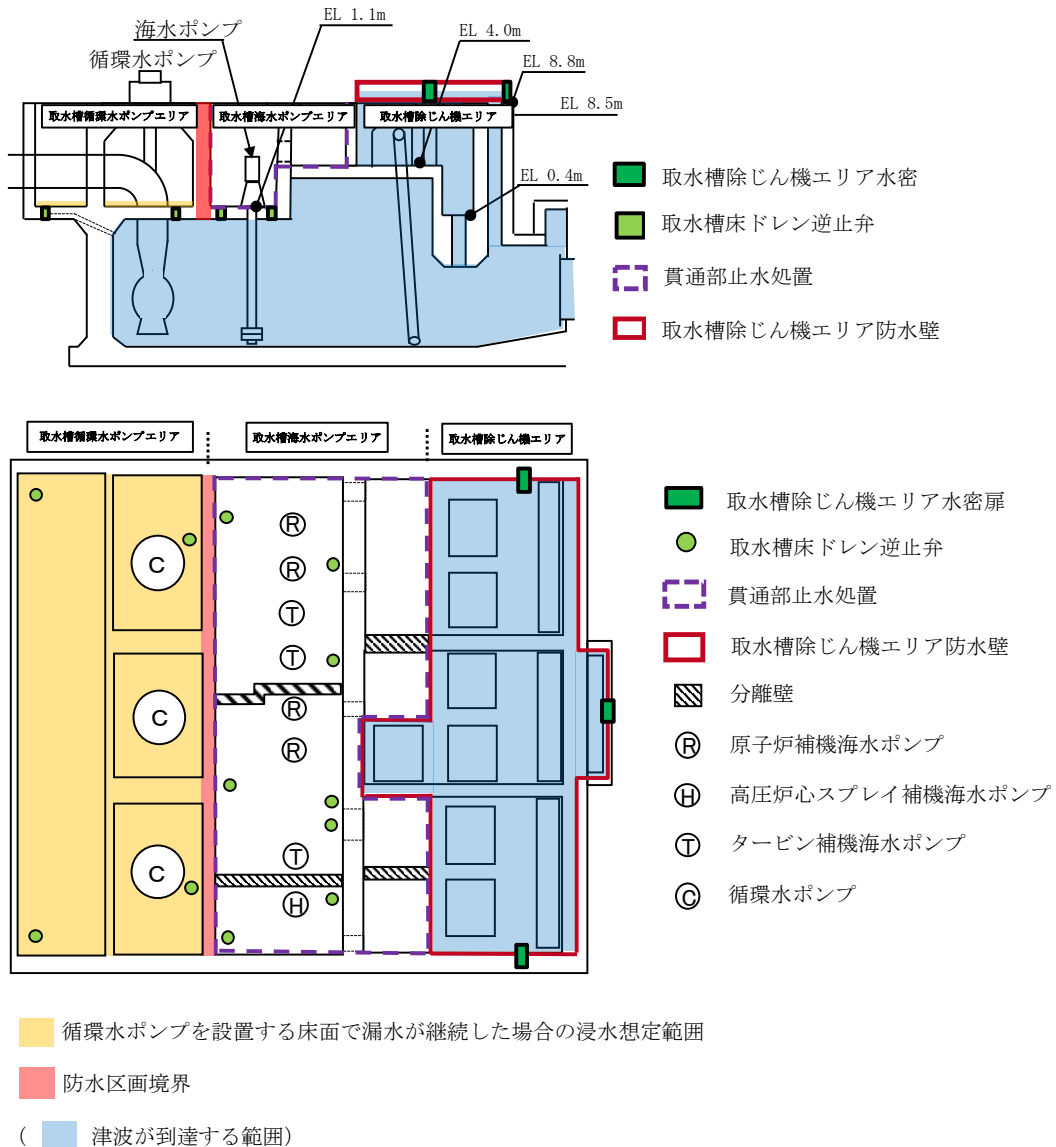 海水ポンプ
循環水ポンプ
EL 1.1m
EL 4.0m
EL 8.8m
EL 8.5m
取水槽循環水ポンプエリア
取水槽海水ポンプエリア
取水槽除じん機エリア
EL 0.4m
取水槽除じん機エリア水密
取水槽床ドレン逆止弁
貫通部止水処置
取水槽除じん機エリア防水壁
取水槽循環水ポンプエリア
取水槽海水ポンプエリア
取水槽除じん機エリア
R
R
T
T
R
R
T
H
C
C
C
取水槽除じん機エリア水密扉
取水槽床ドレン逆止弁
貫通部止水処置
取水槽除じん機エリア防水壁
分離壁
Ⓡ 原子炉補機海水ポンプ
Ⓗ 高圧炉心スプレイ補機海水ポンプ
Ⓣ タービン補機海水ポンプ
Ⓒ 循環水ポンプ
循環水ポンプを設置する床面で漏水が継続した場合の浸水想定範囲
防水区画境界
( 津波が到達する範囲)